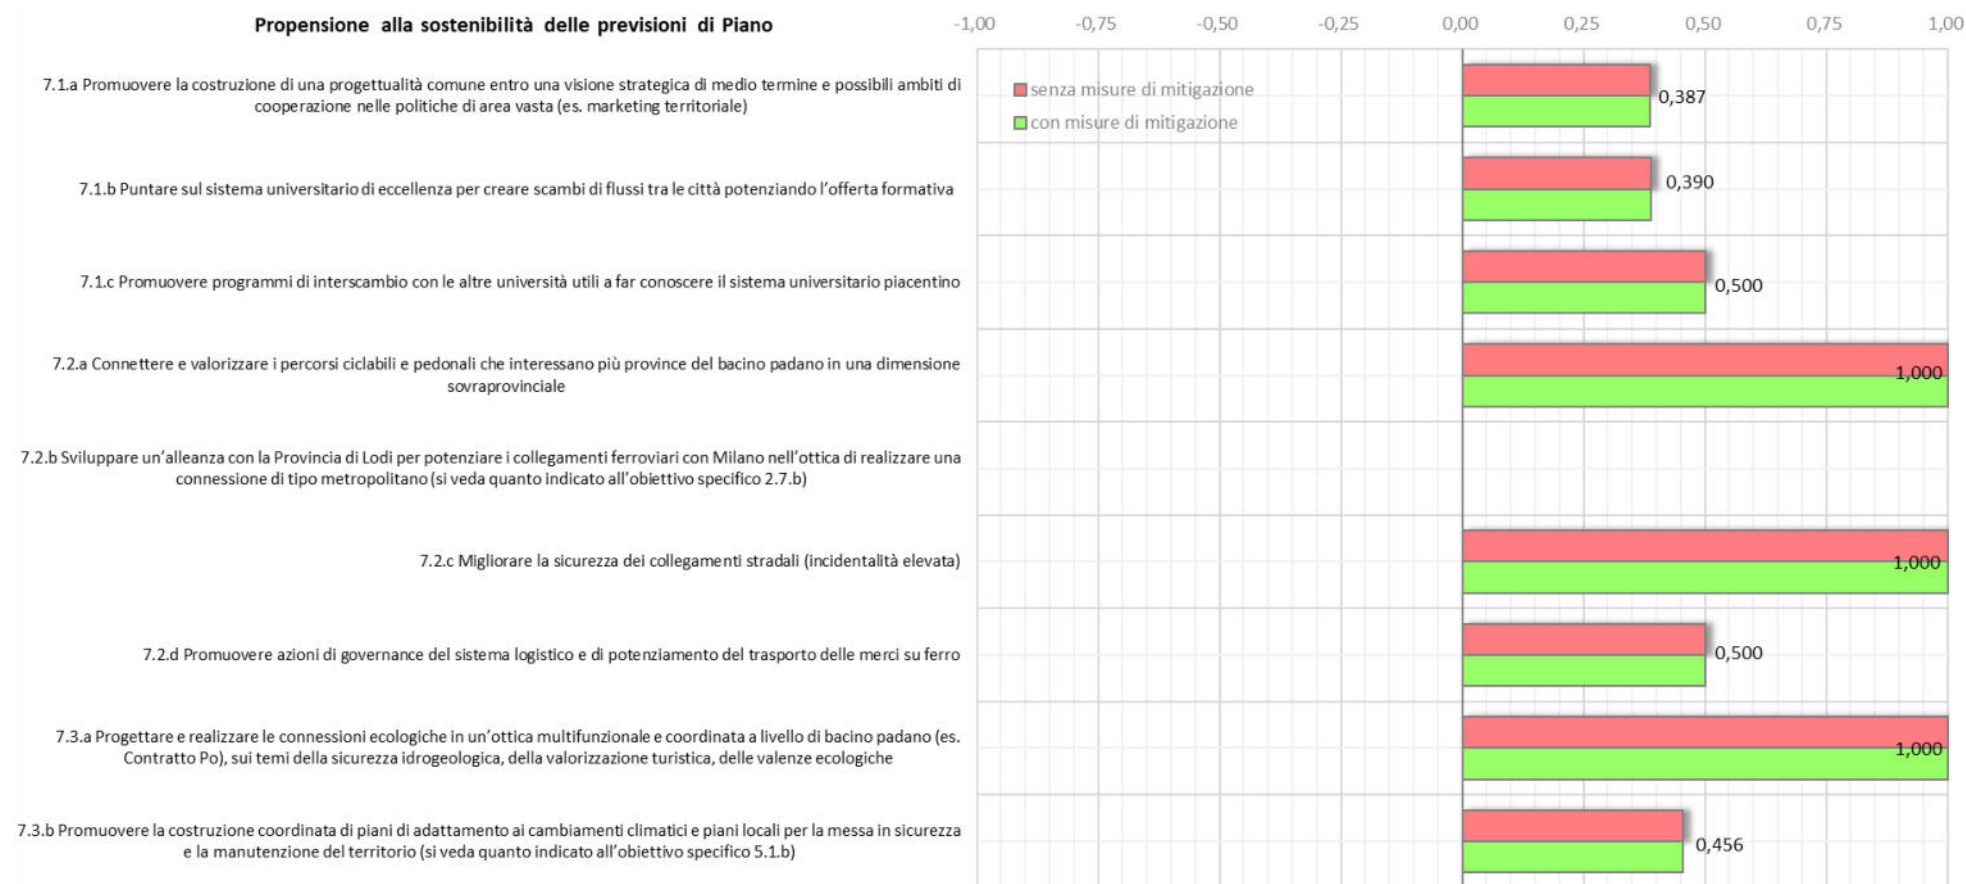 Propensione alla sostenibilità delle previsioni di Piano
-1,00 -0,75 -0,50 -0,25 0,00 0,25 0,50 0,75 1,00
senza misure di mitigazione
con misure di mitigazione
7.1.a Promuovere la costruzione di una progettualità comune entro una visione strategica di medio termine e possibili ambiti di
cooperazione nelle politiche di area vasta (es. marketing territoriale)
0,387
7.1.b Puntare sul sistema universitario di eccellenza per creare scambi di flussi tra le città potenziando l'offerta formativa
0,390
7.1.c Promuovere programmi di interscambio con le altre università utili a far conoscere il sistema universitario piacentino
0,500
7.2.a Connettere e valorizzare i percorsi ciclabili e pedonali che interessano più province del bacino padano in una dimensione
sovraprovinciale
1,000
7.2.b Sviluppare un'alleanza con la Provincia di Lodi per potenziare i collegamenti ferroviari con Milano nell'ottica di realizzare una
connessione di tipo metropolitano (si veda quanto indicato all'obiettivo specifico 2.7.b)
7.2.c Migliorare la sicurezza dei collegamenti stradali (incidentalità elevata)
1,000
7.2.d Promuovere azioni di governance del sistema logistico e di potenziamento del trasporto delle merci su ferro
0,500
7.3.a Progettare e realizzare le connessioni ecologiche in un'ottica multifunzionale e coordinata a livello di bacino padano (es.
Contratto Po), sui temi della sicurezza idrogeologica, della valorizzazione turistica, delle valenze ecologiche
1,000
7.3.b Promuovere la costruzione coordinata di piani di adattamento ai cambiamenti climatici e piani locali per la messa in sicurezza
e la manutenzione del territorio (si veda quanto indicato all'obiettivo specifico 5.1.b)
0,456